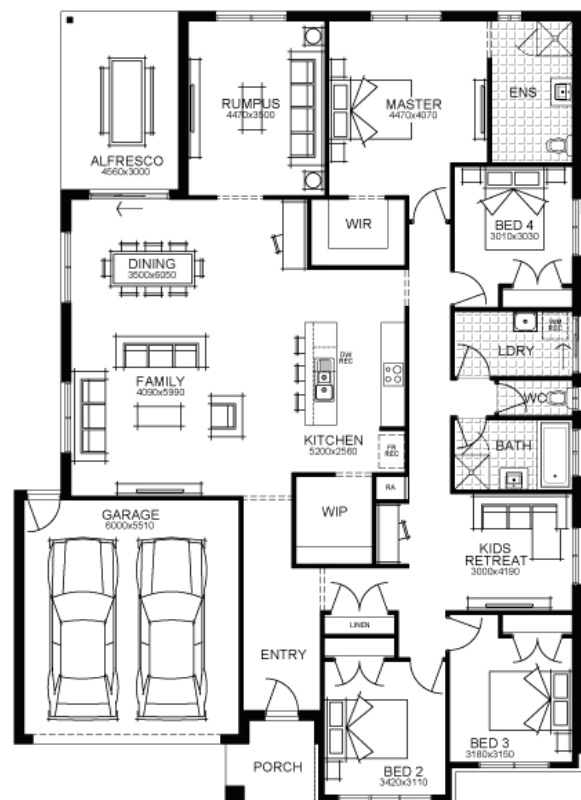 RUMPUS
4470x3500
MASTER
4470x4070
ENS
ALFRESCO
4560x3000
WIR
BED 4
3010x3030
DINING
3500x6050
WM
REC
LDRY
DW
REC
FAMILY
4090x5990
WC
KITCHEN
5200x2560
FR
REC
BATH
RA
GARAGE
6000x5510
WIP
KIDS
RETREAT
3000x4190
LINEN
ENTRY
BED 3
3180x3150
PORCH
BED 2
3420x3110